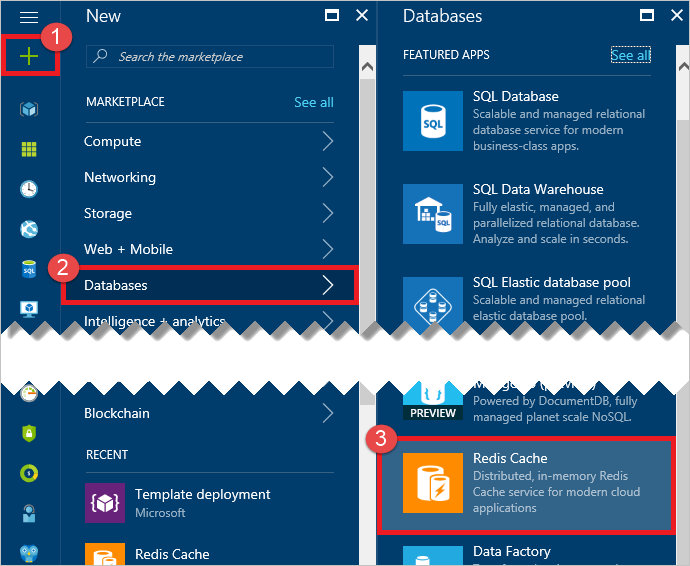 New
1
Search the marketplace
MARKETPLACE
See all
Compute
Networking
Storage
Web + Mobile
2
Databases
Intelligence + analytics
Blockchain
RECENT
Template deployment
Microsoft
Redis Cache
SQL
Databases
FEATURED APPS
See all
SQL
SQL Database
Scalable and managed relational
database service for modern
business-class apps.
SQL
SQL Data Warehouse
Fully elastic, managed, and
parallelized relational database.
Analyze and scale in seconds.
SQL Elastic database pool
Scalable and managed relational
elastic database pool.
PREVIEW
Powered by DocumentDB, fully
managed planet scale NoSQL.
3
Redis Cache
Distributed, in-memory Redis
Cache service for modern cloud
applications
Data Factory